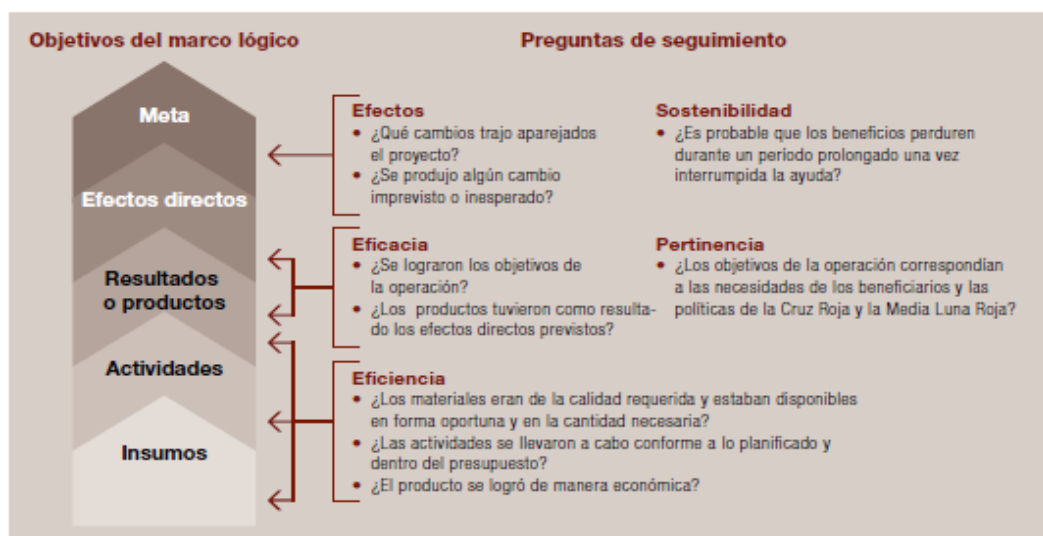 Objetivos del marco lógico
Preguntas de seguimiento
Meta
Efectos directos
Resultados
o productos
Actividades
Insumos
Efectos
• ¿Qué cambios trajo aparejados
el proyecto?
• ¿Se produjo algún cambio
imprevisto o inesperado?
Sostenibilidad
• ¿Es probable que los beneficios perduren
durante un período prolongado una vez
interrumpida la ayuda?
Eficacia
• ¿Se lograron los objetivos de
la operación?
• ¿Los productos tuvieron como resulta-
do los efectos directos previstos?
Pertinencia
• ¿Los objetivos de la operación correspondían
a las necesidades de los beneficiarios y las
políticas de la Cruz Roja y la Media Luna Roja?
Eficiencia
• ¿Los materiales eran de la calidad requerida y estaban disponibles
en forma oportuna y en la cantidad necesaria?
• ¿Las actividades se llevaron a cabo conforme a lo planificado y
dentro del presupuesto?
• ¿El producto se logró de manera económica?